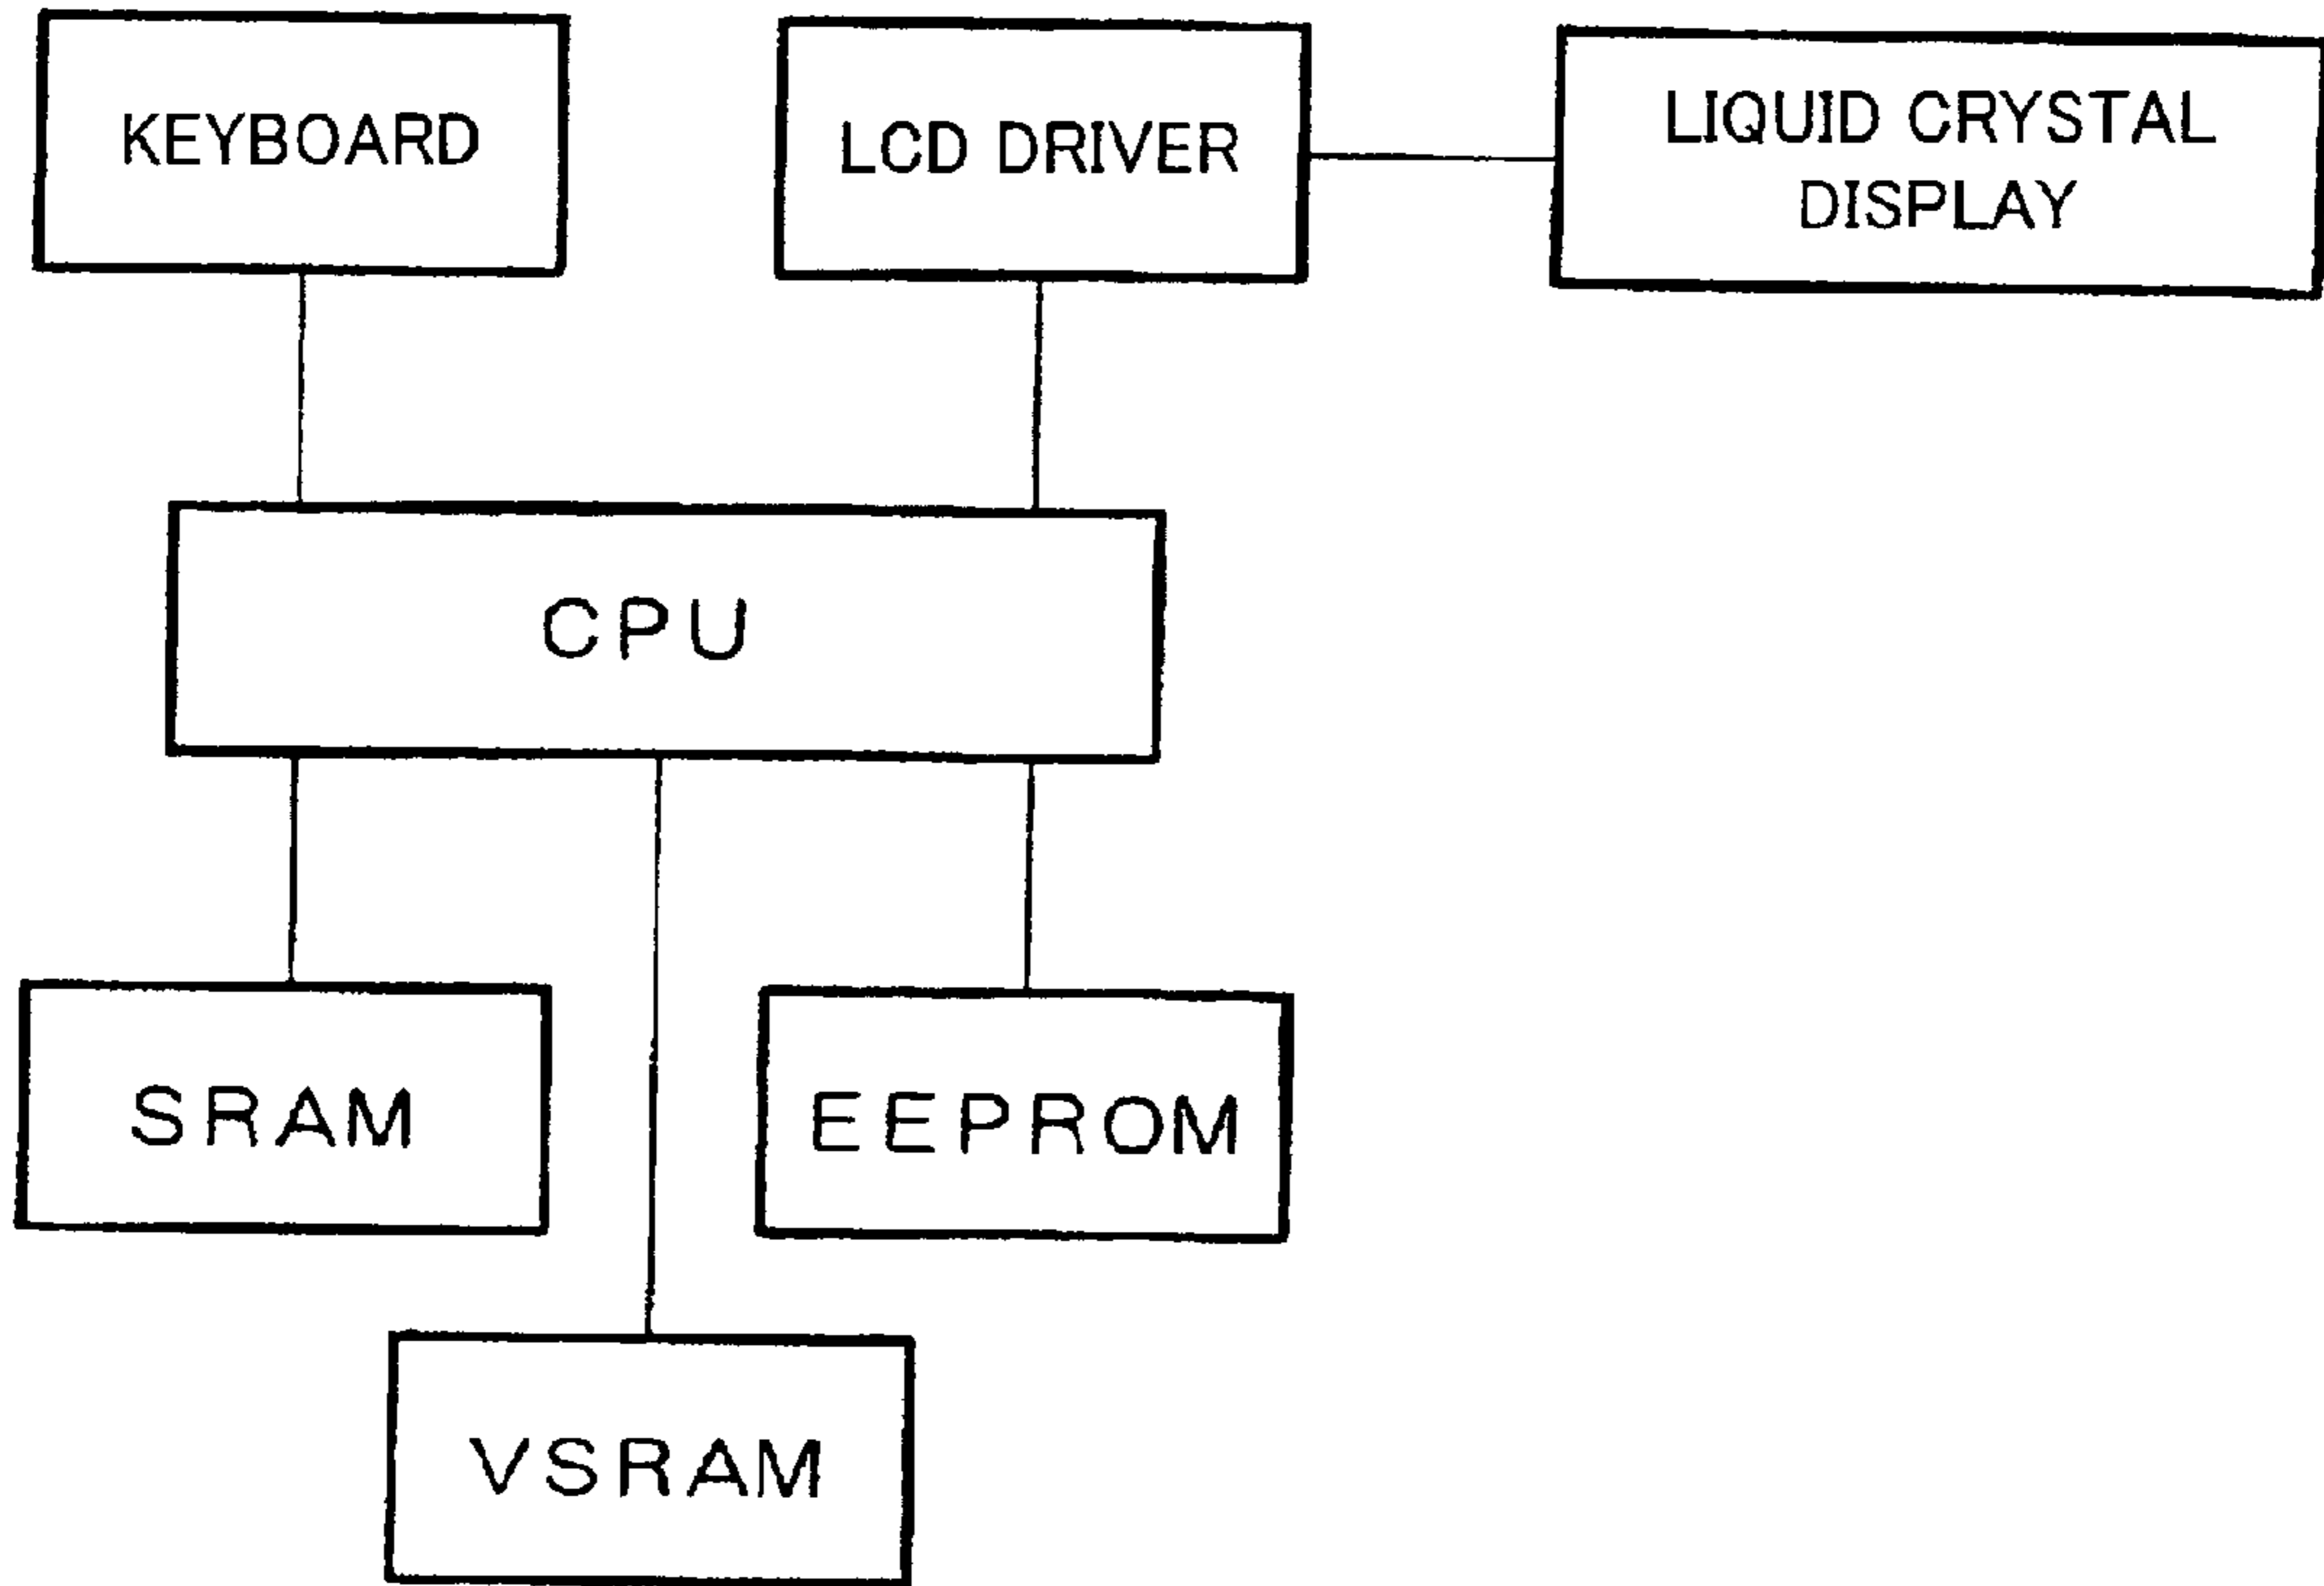 KEYBOARD
LCD DRIVER
LIQUID CRYSTAL
DISPLAY
CPU
SRAM
EEPROM
VSRAM